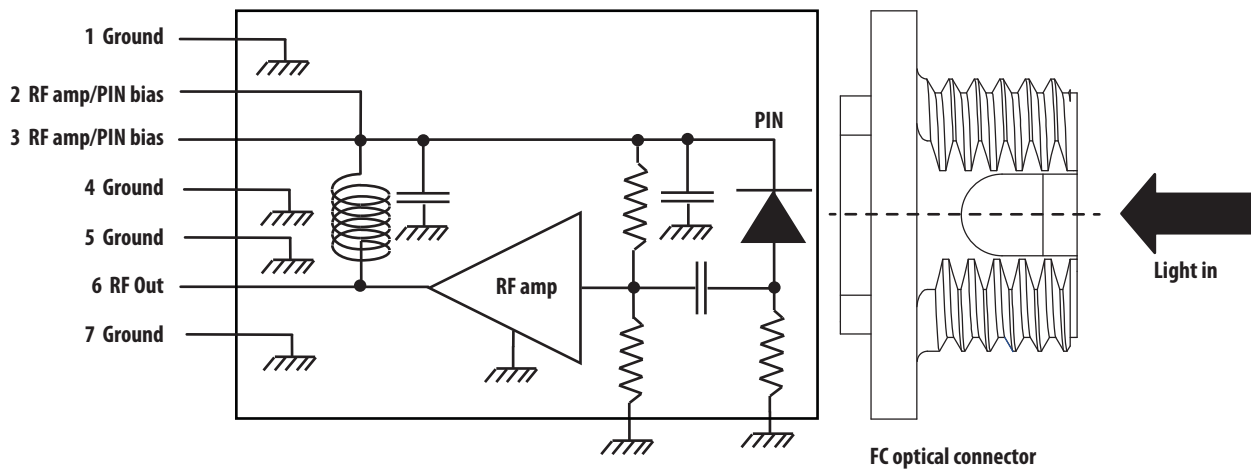 1 Ground
2 RF amp/PIN bias
3 RF amp/PIN bias
PIN
4 Ground
5 Ground
6 RF Out
RF amp
7 Ground
Light in
FC optical connector